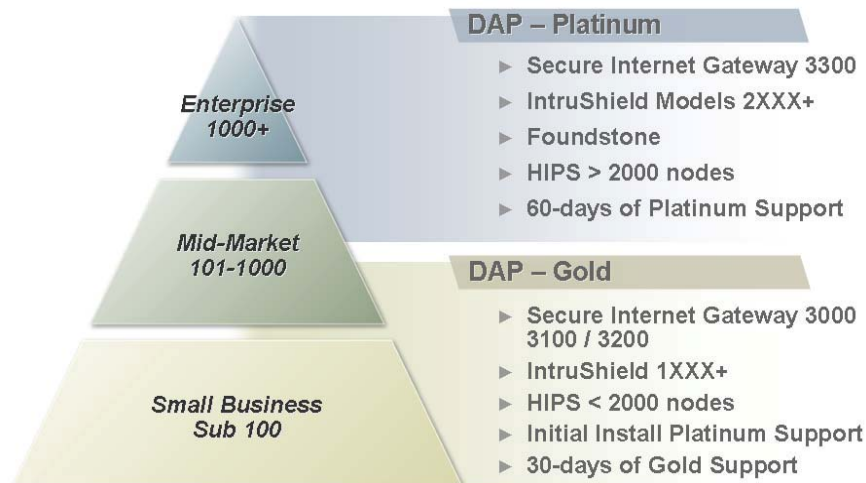 Enterprise
1000+
Mid-Market
101-1000
Small Business
Sub 100
DAP – Platinum
► Secure Internet Gateway 3300
► IntruShield Models 2XXX+
► Foundstone
► HIPS > 2000 nodes
► 60-days of Platinum Support
DAP – Gold
► Secure Internet Gateway 3000
3100 / 3200
► IntruShield 1XXX+
► HIPS < 2000 nodes
► Initial Install Platinum Support
► 30-days of Gold Support